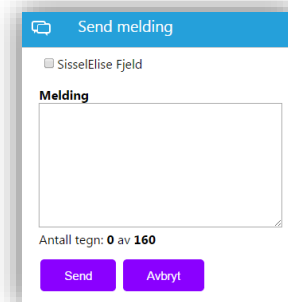 Send melding
SisselElise Fjeld
Melding
Antall tegn: 0 av 160
Send Avbryt